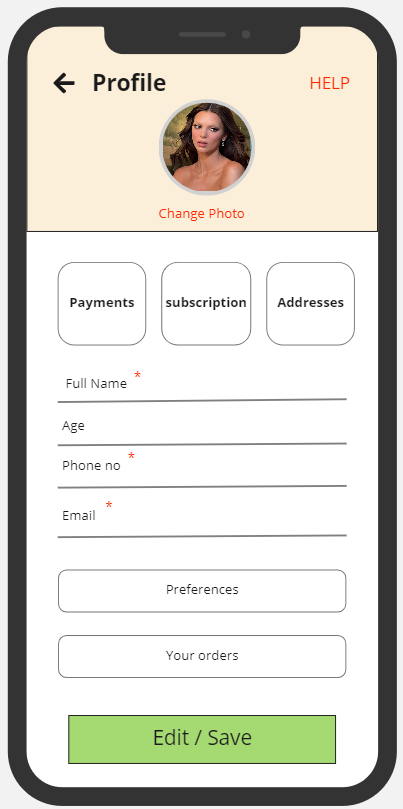 Profile
HELP
Change Photo
Payments
subscription
Addresses
Full Name *
Age
Phone no *
Email *
Preferences
Your orders
Edit / Save